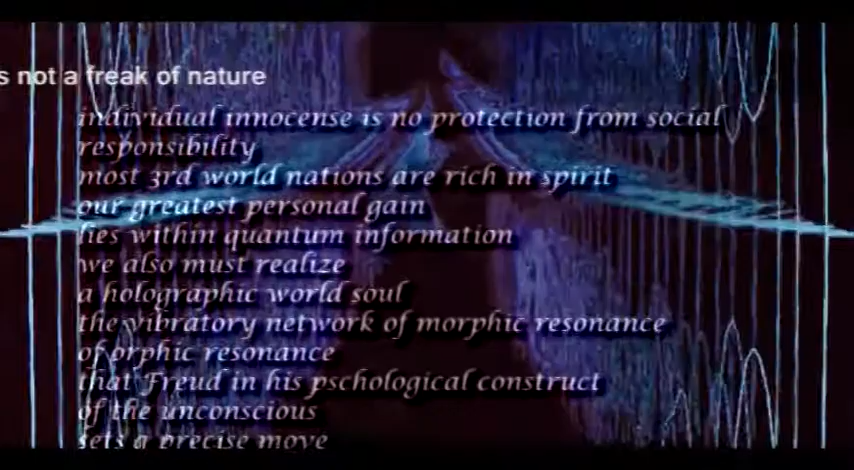 s not a freak of nature
individual innocense is no protection from social
responsibility
most 3rd world nations are rich in spirit
our greatest personal gain
lies within quantum information
we also must realize
a holographic world soul
the vibratory network of morphic resonance
of orphic resonance
that Freud in his pschological construct
of the unconscious
sets a precise move